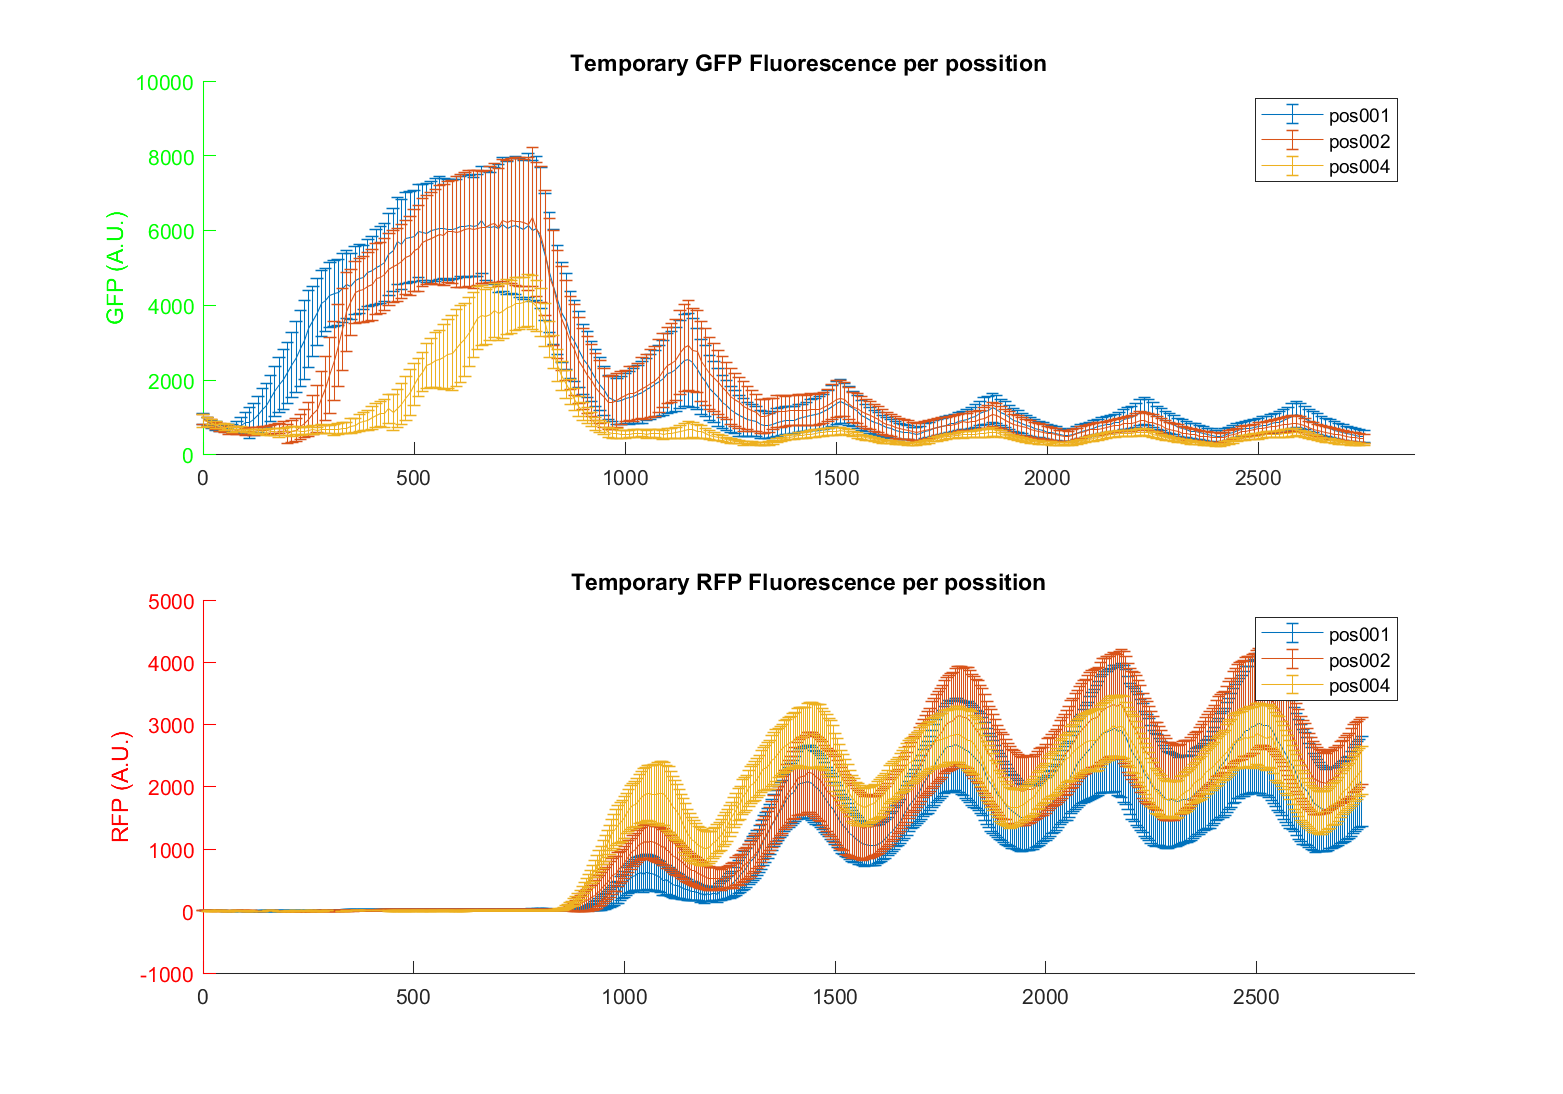 Temporary GFP Fluorescence per possition
10000
8000
6000
4000
2000
0
GFP (A.U.)
0 500 1000 1500 2000 2500
pos001
pos002
pos004
Temporary RFP Fluorescence per possition
5000
4000
3000
2000
1000
0
-1000
RFP (A.U.)
0 500 1000 1500 2000 2500
pos001
pos002
pos004